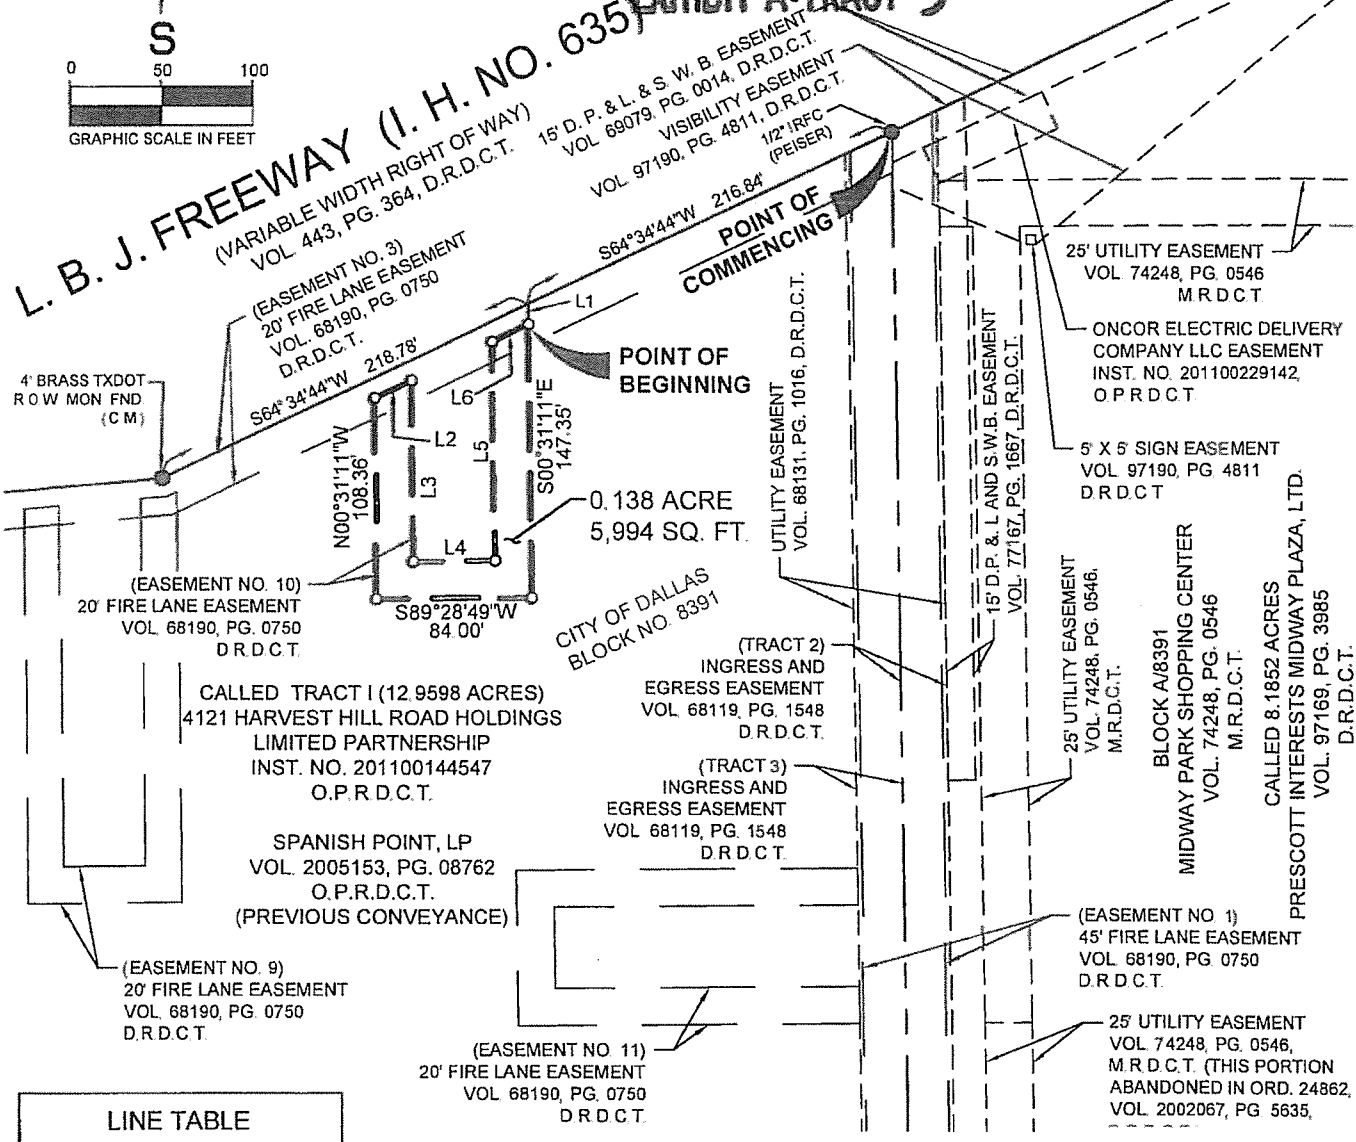 S
0 50 100
GRAPHIC SCALE IN FEET
L. B. J. FREEWAY (I. H. NO. 635)
(VARIABLE WIDTH RIGHT OF WAY)
VOL. 443, PG. 364, D.R.D.C.T.
15' D. P. & L. & S. W. B. EASEMENT
VOL 69079, PG. 0014, D.R.D.C.T.
VISIBILITY EASEMENT
VOL. 97190, PG. 4811, D.R.D.C.T.
1/2" IRFC
(PEISER)
S64°34'44"W 216.84'
POINT OF
COMMENCING
(EASEMENT NO. 3)
20' FIRE LANE EASEMENT
VOL. 68190, PG. 0750
D.R.D.C.T.
S64°34'44"W 218.78'
4" BRASS TXDOT
R O W MON FND
(C M)
L1
POINT OF
BEGINNING
L6
L2
L3
L5
L4
N00°31'11"W
108.36'
S00°31'11"E
147.35'
0.138 ACRE
5,994 SQ. FT.
S89°28'49"W
84.00'
(EASEMENT NO. 10)
20' FIRE LANE EASEMENT
VOL. 68190, PG. 0750
D.R.D.C.T.
CITY OF DALLAS
BLOCK NO. 8391
UTILITY EASEMENT
VOL. 68131, PG. 1016, D.R.D.C.T.
15' D.P. & L AND S.W.B. EASEMENT
VOL. 77167, PG. 1667, D.R.D.C.T.
25' UTILITY EASEMENT
VOL 74248, PG. 0546
M.R.D.C.T.
ONCOR ELECTRIC DELIVERY
COMPANY LLC EASEMENT
INST. NO. 201100229142,
O.P.R.D.C.T.
5' X 5' SIGN EASEMENT
VOL 97190, PG 4811
D.R.D.C.T
25' UTILITY EASEMENT
VOL. 74248, PG. 0546,
M.R.D.C.T.
BLOCK A/8391
MIDWAY PARK SHOPPING CENTER
VOL. 74248, PG. 0546
M.R.D.C.T.
CALLED 8.1852 ACRES
PRESCOTT INTERESTS MIDWAY PLAZA, LTD.
VOL. 97169, PG. 3985
D.R.D.C.T.
(TRACT 2)
INGRESS AND
EGRESS EASEMENT
VOL 68119, PG. 1548
D.R.D.C.T.
(TRACT 3)
INGRESS AND
EGRESS EASEMENT
VOL 68119, PG. 1548
D.R.D.C.T.
CALLED TRACT I (12.9598 ACRES)
4121 HARVEST HILL ROAD HOLDINGS
LIMITED PARTNERSHIP
INST. NO. 201100144547
O.P.R.D.C.T.
SPANISH POINT, LP
VOL. 2005153, PG. 08762
O.P.R.D.C.T.
(PREVIOUS CONVEYANCE)
(EASEMENT NO. 9)
20' FIRE LANE EASEMENT
VOL. 68190, PG. 0750
D.R.D.C.T.
(EASEMENT NO. 11)
20' FIRE LANE EASEMENT
VOL 68190, PG. 0750
D.R.D.C.T.
(EASEMENT NO. 1)
45' FIRE LANE EASEMENT
VOL. 68190, PG. 0750
D.R.D.C.T.
25' UTILITY EASEMENT
VOL 74248, PG. 0546,
M.R.D.C.T. (THIS PORTION
ABANDONED IN ORD. 24862,
VOL. 2002067, PG. 5635,
LINE TABLE